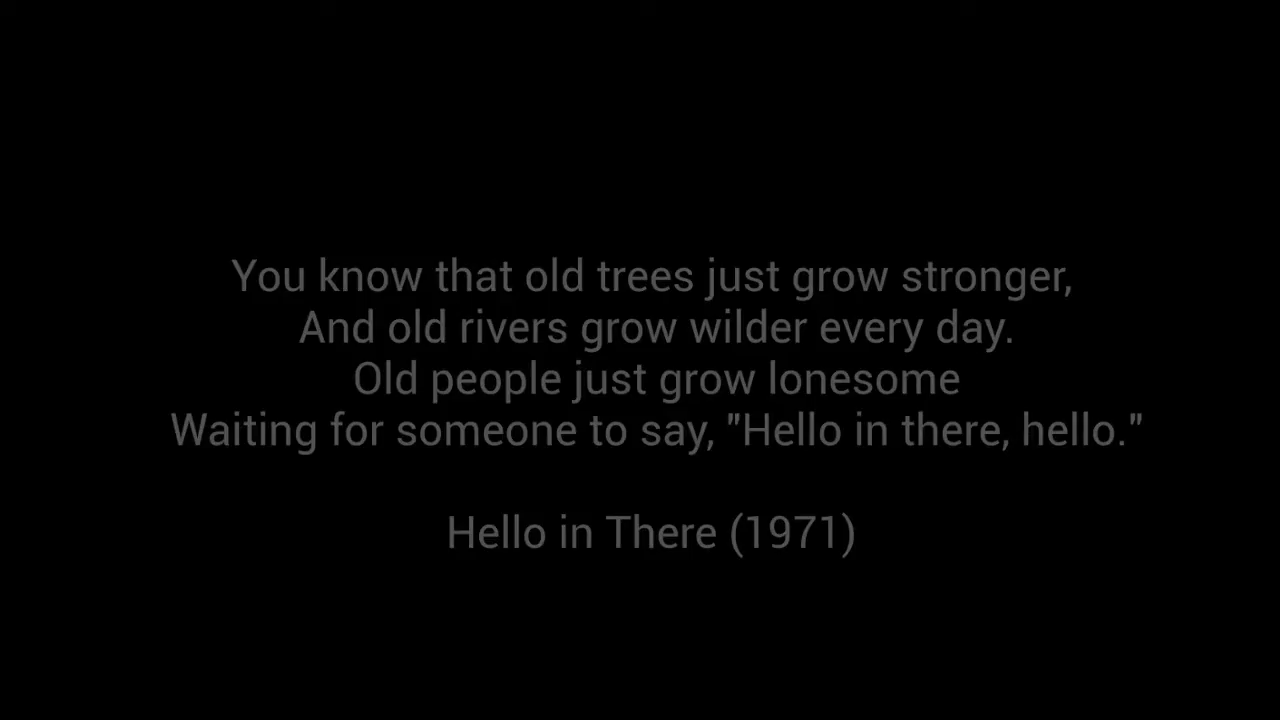 You know that old trees just grow stronger,
And old rivers grow wilder every day.
Old people just grow lonesome
Waiting for someone to say, "Hello in there, hello."
Hello in There (1971)